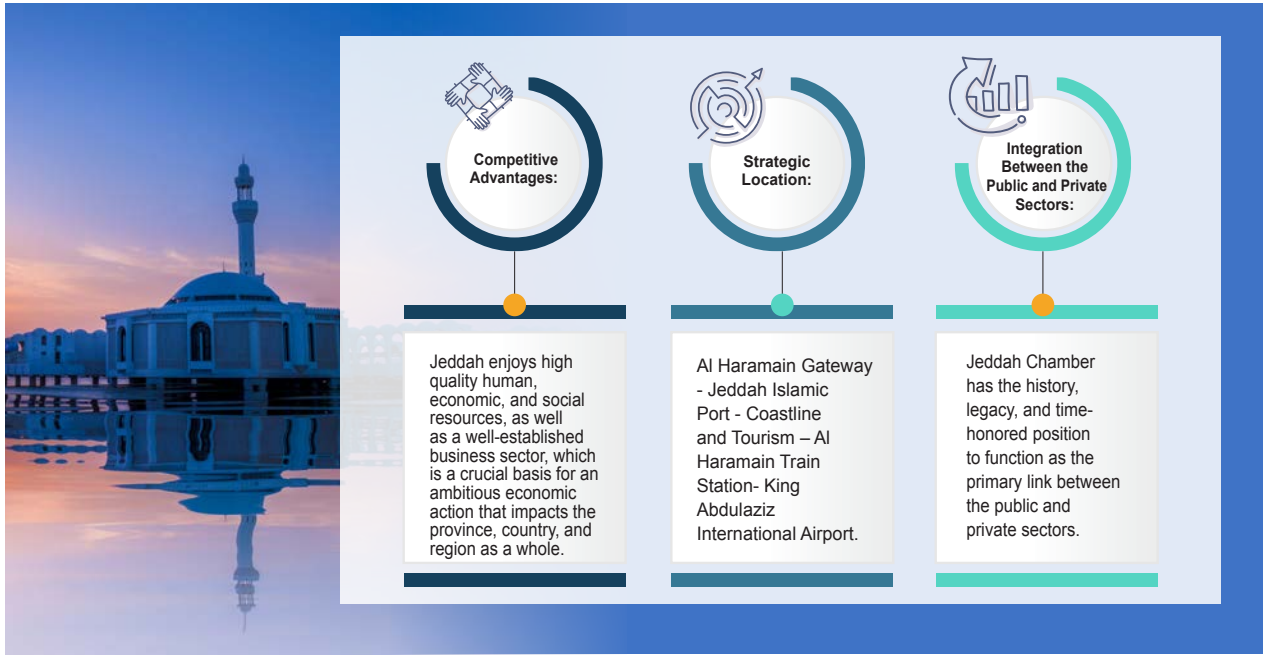 Competitive
Advantages:
Jeddah enjoys high
quality human,
economic, and social
resources, as well
as a well-established
business sector, which
is a crucial basis for an
ambitious economic
action that impacts the
province, country, and
region as a whole.
Strategic
Location:
Al Haramain Gateway
- Jeddah Islamic
Port - Coastline
and Tourism – Al
Haramain Train
Station- King
Abdulaziz
International Airport.
Integration
Between the
Public and Private
Sectors:
Jeddah Chamber
has the history,
legacy, and time-
honored position
to function as the
primary link between
the public and
private sectors.